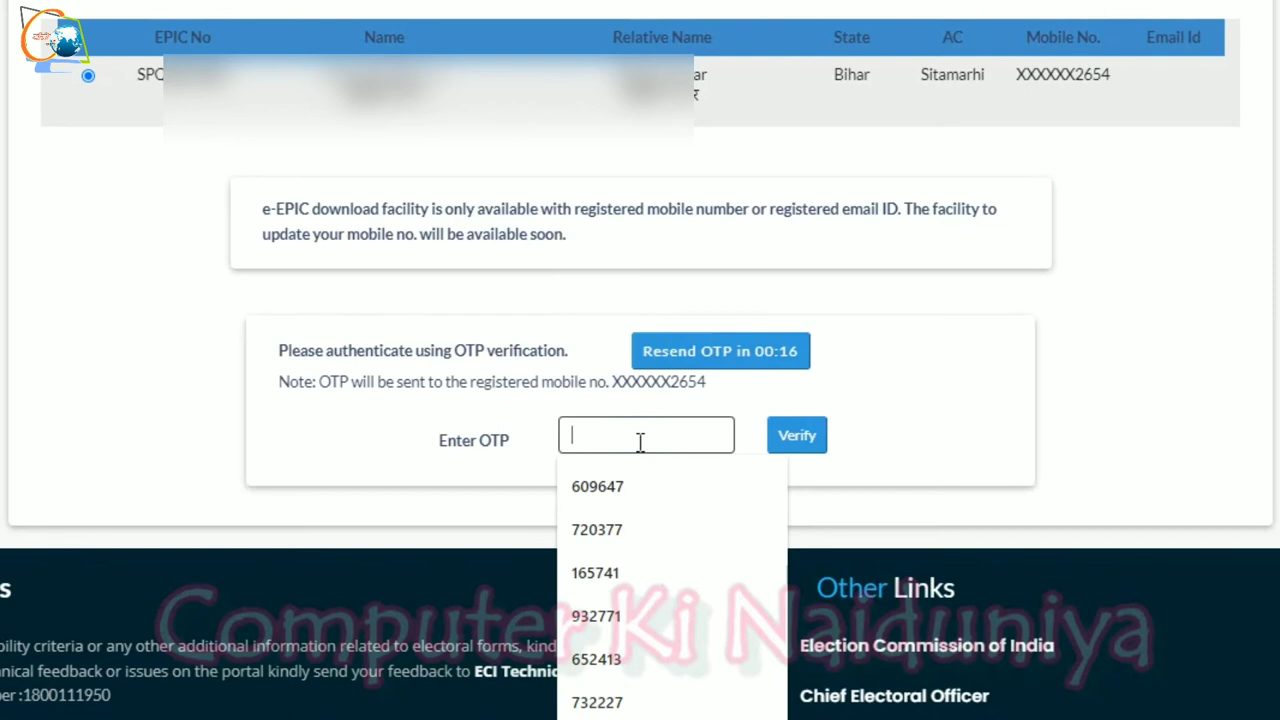 EPIC No Name Relative Name State AC Mobile No. Email Id
SPC ar Bihar Sitamarhi XXXXXX2654
र
e-EPIC download facility is only available with registered mobile number or registered email ID. The facility to
update your mobile no. will be available soon.
Please authenticate using OTP verification. Resend OTP in 00:16
Note: OTP will be sent to the registered mobile no. XXXXXX2654
Enter OTP Verify
609647
720377
165741
932771
652413
732227
s
bility criteria or any other additional information related to electoral forms, kind
nical feedback or issues on the portal kindly send your feedback to ECI Technic
ber :1800111950
Other Links
Election Commission of India
Chief Electoral Officer
Computer Ki Naiduniya